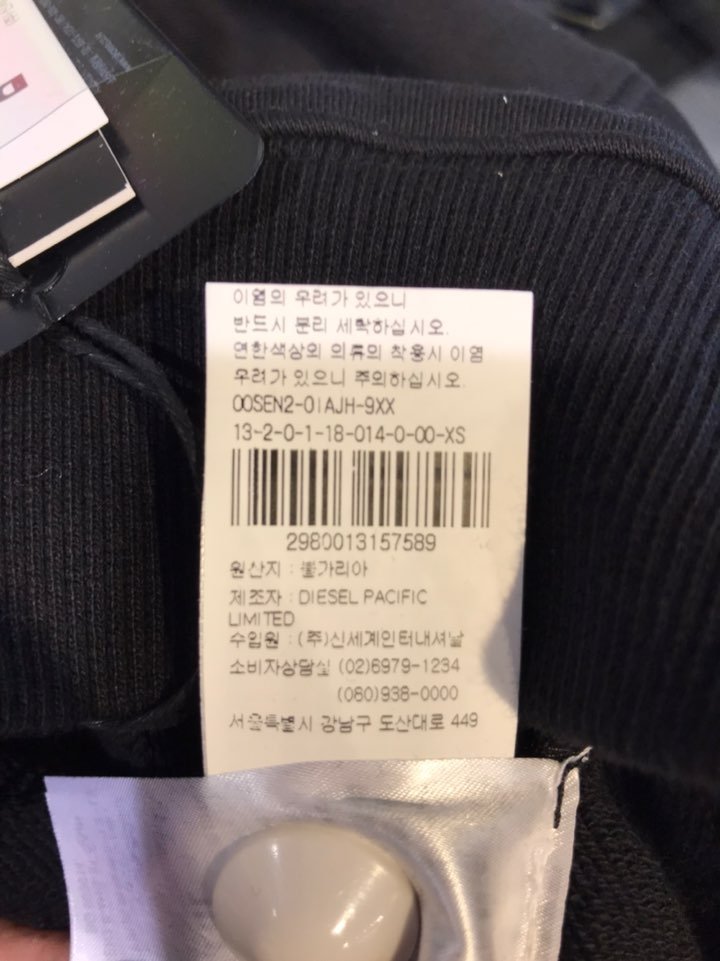 이염의 우려가 있으니
반드시 분리 세탁하십시오.
연한색상의 의류의 착용시 이염
우려가 있으니 주의하십시오.
00SEN2-0IAJH-9XX
13-2-0-1-18-014-0-00-XS
2980013157589
원산지 : 불가리아
제조자 : DIESEL PACIFIC
LIMITED
수입원 : (주)신세계인터내셔날
소비자상담실 (02)6979-1234
(080)938-0000
서울특별시 강남구 도산대로 449